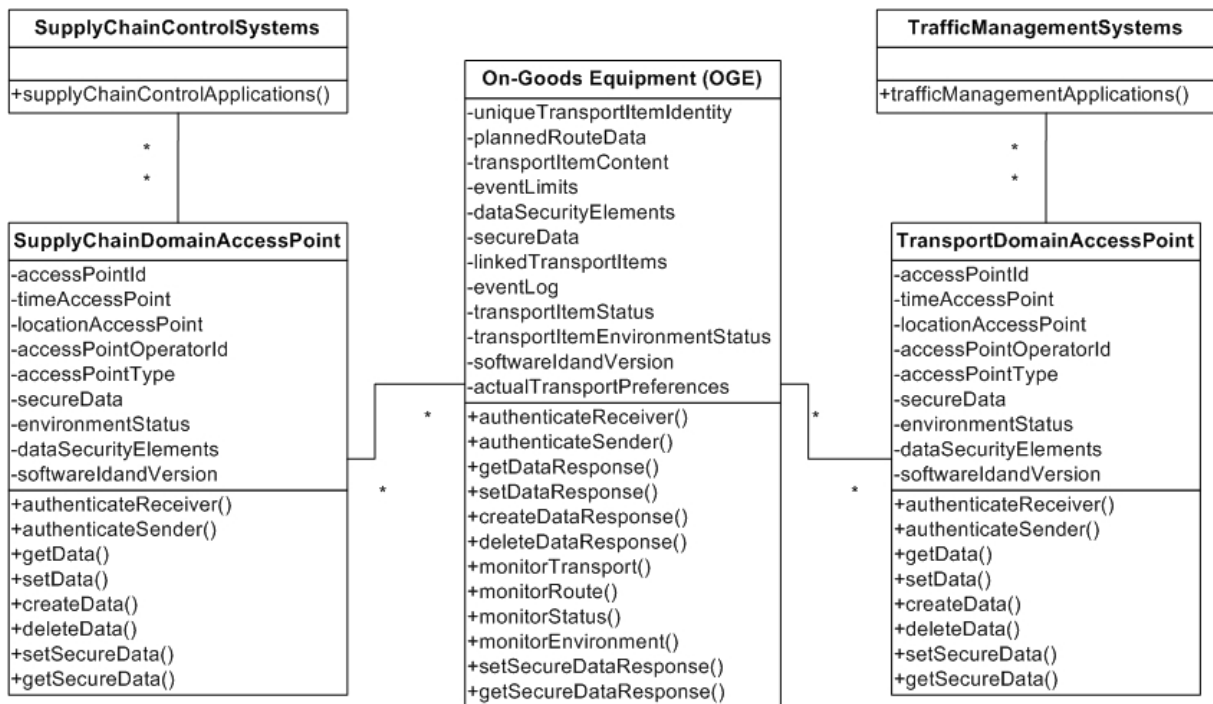 SupplyChainControlSystems
+supplyChainControlApplications()
*
*
SupplyChainDomainAccessPoint
-accessPointId
-timeAccessPoint
-locationAccessPoint
-accessPointOperatorId
-accessPointType
-secureData
-environmentStatus
-dataSecurityElements
-softwareIdandVersion
+authenticateReceiver()
+authenticateSender()
+getData()
+setData()
+createData()
+deleteData()
+setSecureData()
+getSecureData()
*
*
On-Goods Equipment (OGE)
-uniqueTransportItemIdentity
-plannedRouteData
-transportItemContent
-eventLimits
-dataSecurityElements
-secureData
-linkedTransportItems
-eventLog
-transportItemStatus
-transportItemEnvironmentStatus
-softwareIdandVersion
-actualTransportPreferences
+authenticateReceiver()
+authenticateSender()
+getDataResponse()
+setDataResponse()
+createDataResponse()
+deleteDataResponse()
+monitorTransport()
+monitorRoute()
+monitorStatus()
+monitorEnvironment()
+setSecureDataResponse()
+getSecureDataResponse()
*
*
TrafficManagementSystems
+trafficManagementApplications()
*
*
TransportDomainAccessPoint
-accessPointId
-timeAccessPoint
-locationAccessPoint
-accessPointOperatorId
-accessPointType
-secureData
-environmentStatus
-dataSecurityElements
-softwareIdandVersion
+authenticateReceiver()
+authenticateSender()
+getData()
+setData()
+createData()
+deleteData()
+setSecureData()
+getSecureData()